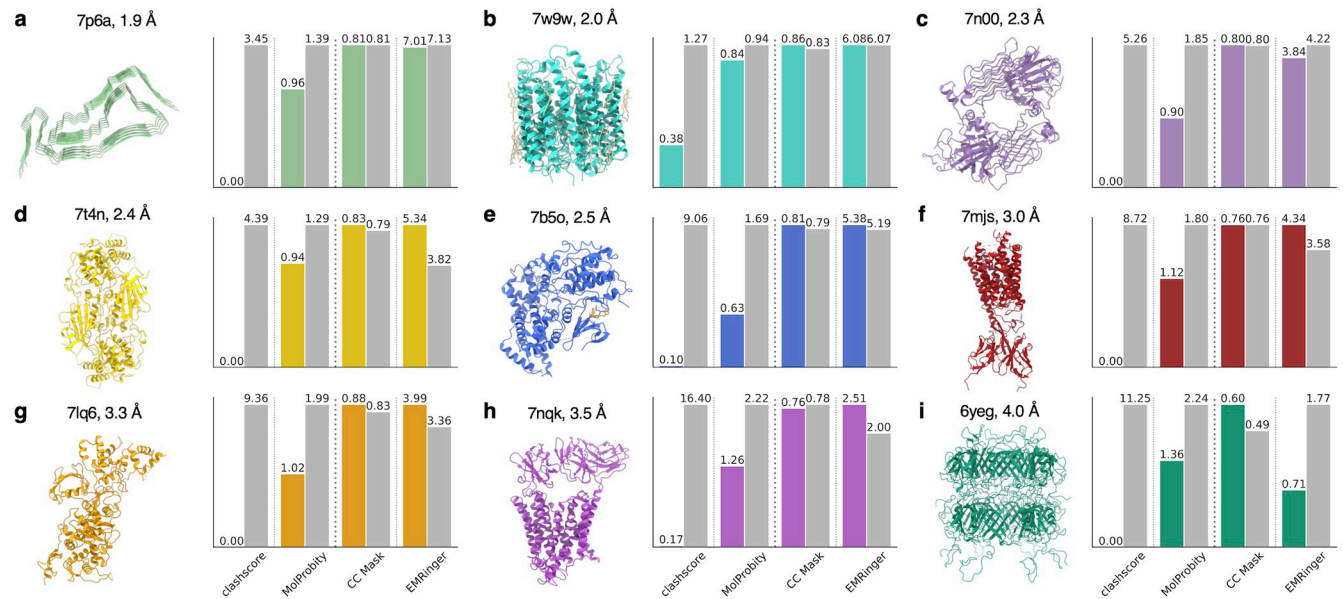 a
7p6a, 1.9 Å
3.45 1.39 0.81 0.81 7.01 7.13
0.96
0.00
b
7w9w, 2.0 Å
1.27 0.84 0.94 0.86 0.83 6.08 6.07
0.38
c
7n00, 2.3 Å
5.26 1.85 0.80 0.80 3.84 4.22
0.90
0.00
d
7t4n, 2.4 Å
4.39 1.29 0.83 0.79 5.34
0.94 3.82
0.00
e
7b5o, 2.5 Å
9.06 1.69 0.81 0.79 5.38 5.19
0.63
0.10
f
7mjs, 3.0 Å
8.72 1.80 0.76 0.76 4.34
3.58
1.12
0.00
g
7lq6, 3.3 Å
9.36 1.99 0.88 0.83 3.99
3.36
1.02
0.00
clashscore
MolProbity
CC Mask
EMRinger
h
7nqk, 3.5 Å
16.40 2.22 0.76 0.78 2.51
2.00
1.26
0.17
clashscore
MolProbity
CC Mask
EMRinger
i
6yeg, 4.0 Å
11.25 2.24 0.60 1.77
0.49
1.36
0.71
0.00
clashscore
MolProbity
CC Mask
EMRinger